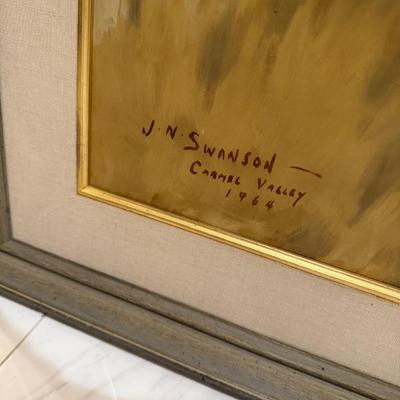 J.N. SWANSON —
CARMEL VALLEY
1964